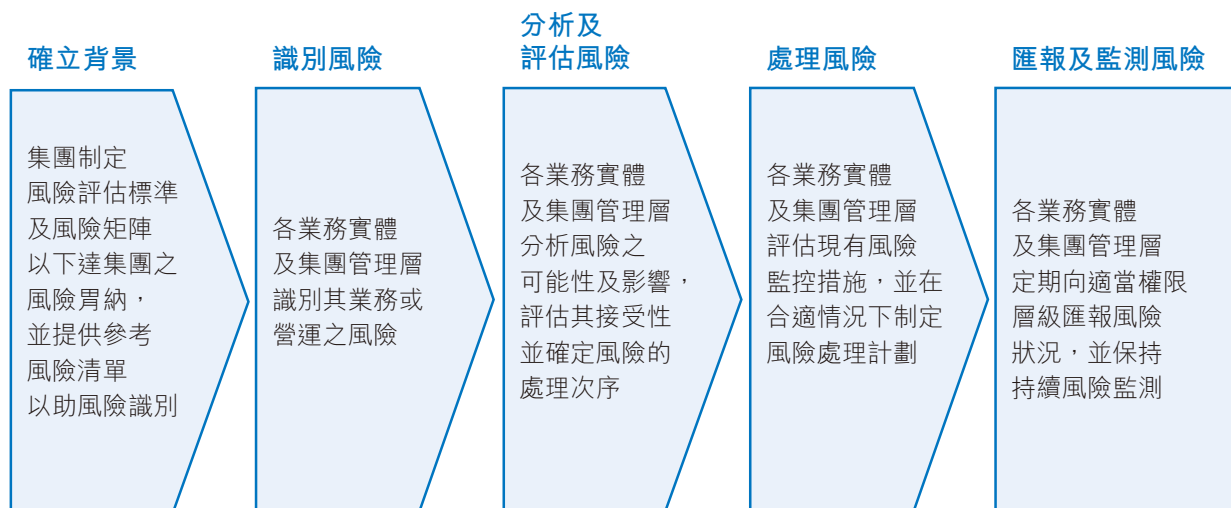 確立背景
集團制定
風險評估標準
及風險矩陣
以下達集團之
風險胃納，
並提供參考
風險清單
以助風險識別
識別風險
各業務實體
及集團管理層
識別其業務或
營運之風險
分析及
評估風險
各業務實體
及集團管理層
分析風險之
可能性及影響，
評估其接受性
並確定風險的
處理次序
處理風險
各業務實體
及集團管理層
評估現有風險
監控措施，並在
合適情況下制定
風險處理計劃
匯報及監測風險
各業務實體
及集團管理層
定期向適當權限
層級匯報風險
狀況，並保持
持續風險監測